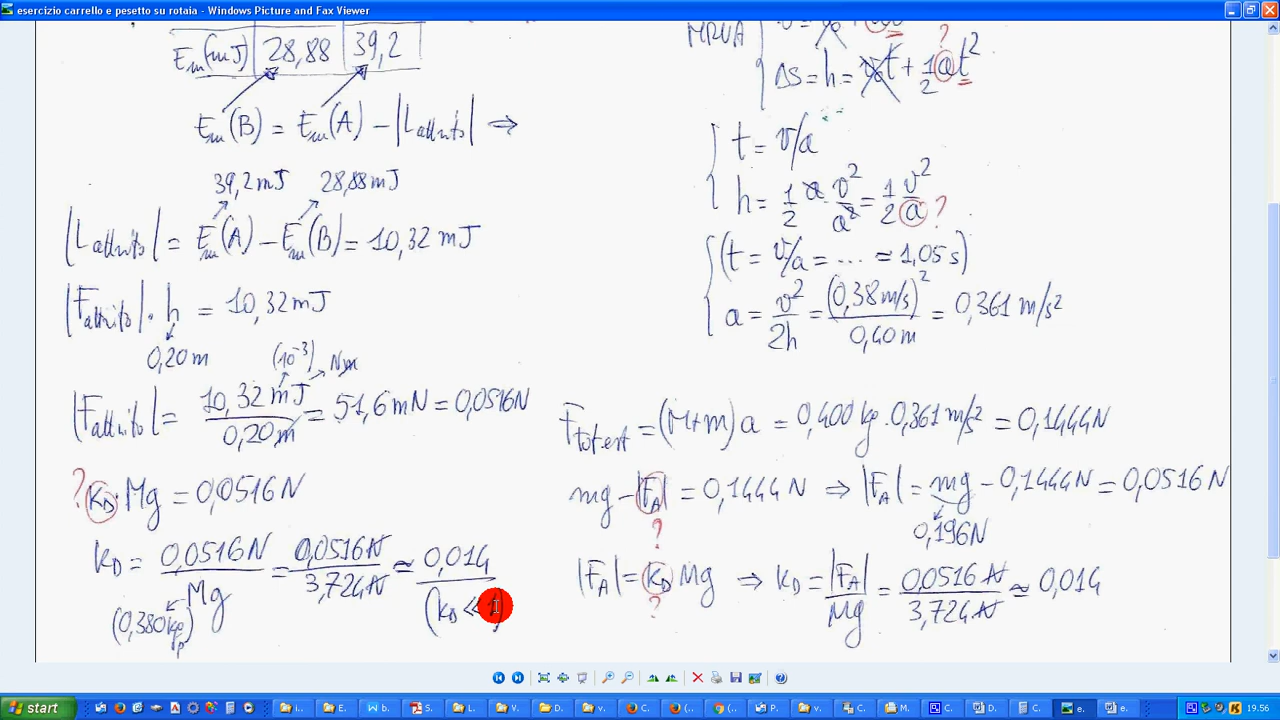 esercizio carrello e pesetto su rotaia - Windows Picture and Fax Viewer
Em(mJ) 28,88 39,2
Em(B) = Em(A) − |Lattrito| ⇒
39,2 mJ 28,88 mJ
|Lattrito| = Em(A) − Em(B) = 10,32 mJ
|Fattrito| · h = 10,32 mJ
0,20 m (10⁻³) Nm
|Fattrito| = 10,32 mJ / 0,20 m = 51,6 mN = 0,0516 N
? KD Mg = 0,0516 N
KD = 0,0516 N / Mg = 0,0516 N / 3,724 N ≃ 0,014
(0,380 kgp) (KD ≪ 1)
MRUA
?
ΔS = h = v₀t + 1/2 a t²
t = v/a
h = 1/2 a v²/a² = 1/2 v²/a ?
(t = v/a = ... ≃ 1,05 s)
a = v²/2h = (0,38 m/s)²/0,40 m = 0,361 m/s²
Ftot est = (M+m) a = 0,400 kg · 0,361 m/s² = 0,1444 N
mg − |FA| = 0,1444 N ⇒ |FA| = mg − 0,1444 N = 0,0516 N
? 0,196 N
|FA| = KD Mg ⇒ KD = |FA|/Mg = 0,0516 N / 3,724 N ≃ 0,014
?
start
i...
E.
W b.
S.
L.
V.
D.
v.
C.
(..
(..
P.
v.
C.
M.
C.
D.
C.
e.
19.56